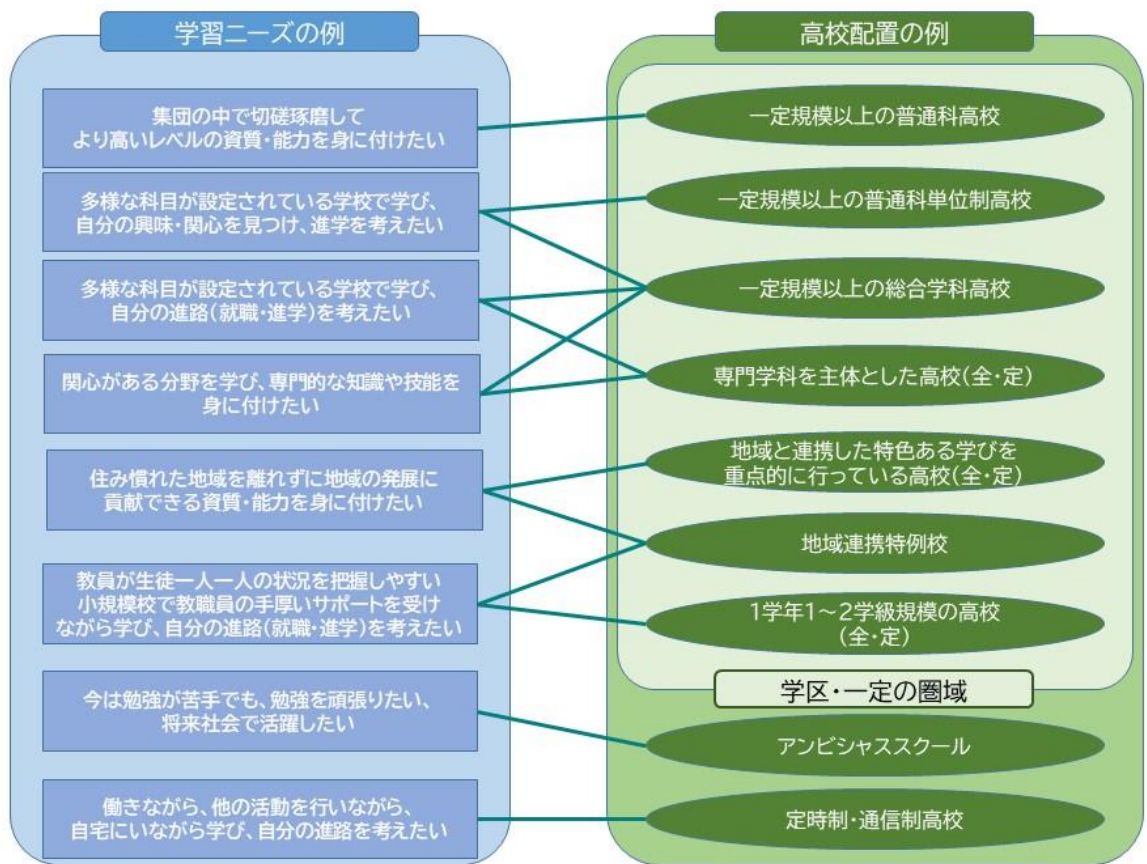 学習ニーズの例
集団の中で切磋琢磨して
より高いレベルの資質・能力を身に付けたい
多様な科目が設定されている学校で学び、
自分の興味・関心を見つけ、進学を考えたい
多様な科目が設定されている学校で学び、
自分の進路(就職・進学)を考えたい
関心がある分野を学び、専門的な知識や技能を
身に付けたい
住み慣れた地域を離れずに地域の発展に
貢献できる資質・能力を身に付けたい
教員が生徒一人一人の状況を把握しやすい
小規模校で教職員の手厚いサポートを受け
ながら学び、自分の進路(就職・進学)を考えたい
今は勉強が苦手でも、勉強を頑張りたい、
将来社会で活躍したい
働きながら、他の活動を行いながら、
自宅にいながら学び、自分の進路を考えたい
高校配置の例
一定規模以上の普通科高校
一定規模以上の普通科単位制高校
一定規模以上の総合学科高校
専門学科を主体とした高校(全・定)
地域と連携した特色ある学びを
重点的に行っている高校(全・定)
地域連携特例校
1学年1～2学級規模の高校
(全・定)
学区・一定の圏域
アンビシャススクール
定時制・通信制高校